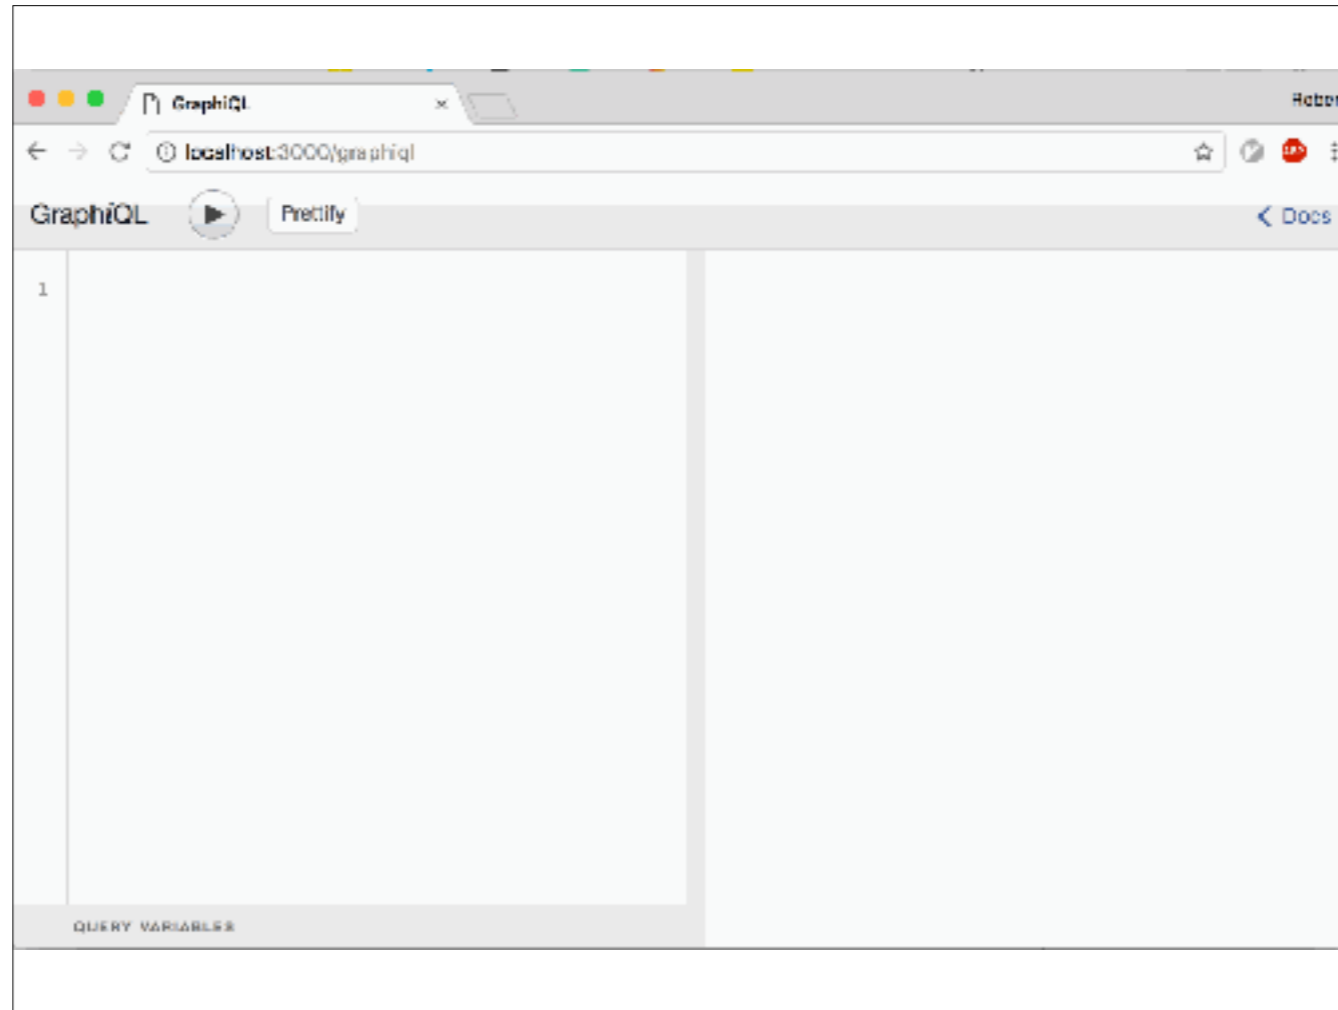 GraphiQL
localhost:3000/graphiql
GraphiQL Prettify Docs
1
QUERY VARIABLES